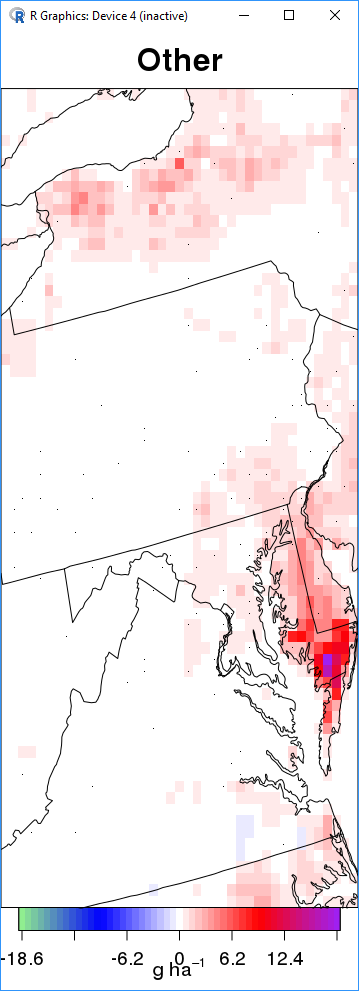 R Graphics: Device 4 (inactive)
Other
-18.6 -6.2 0 6.2 12.4
g ha⁻¹